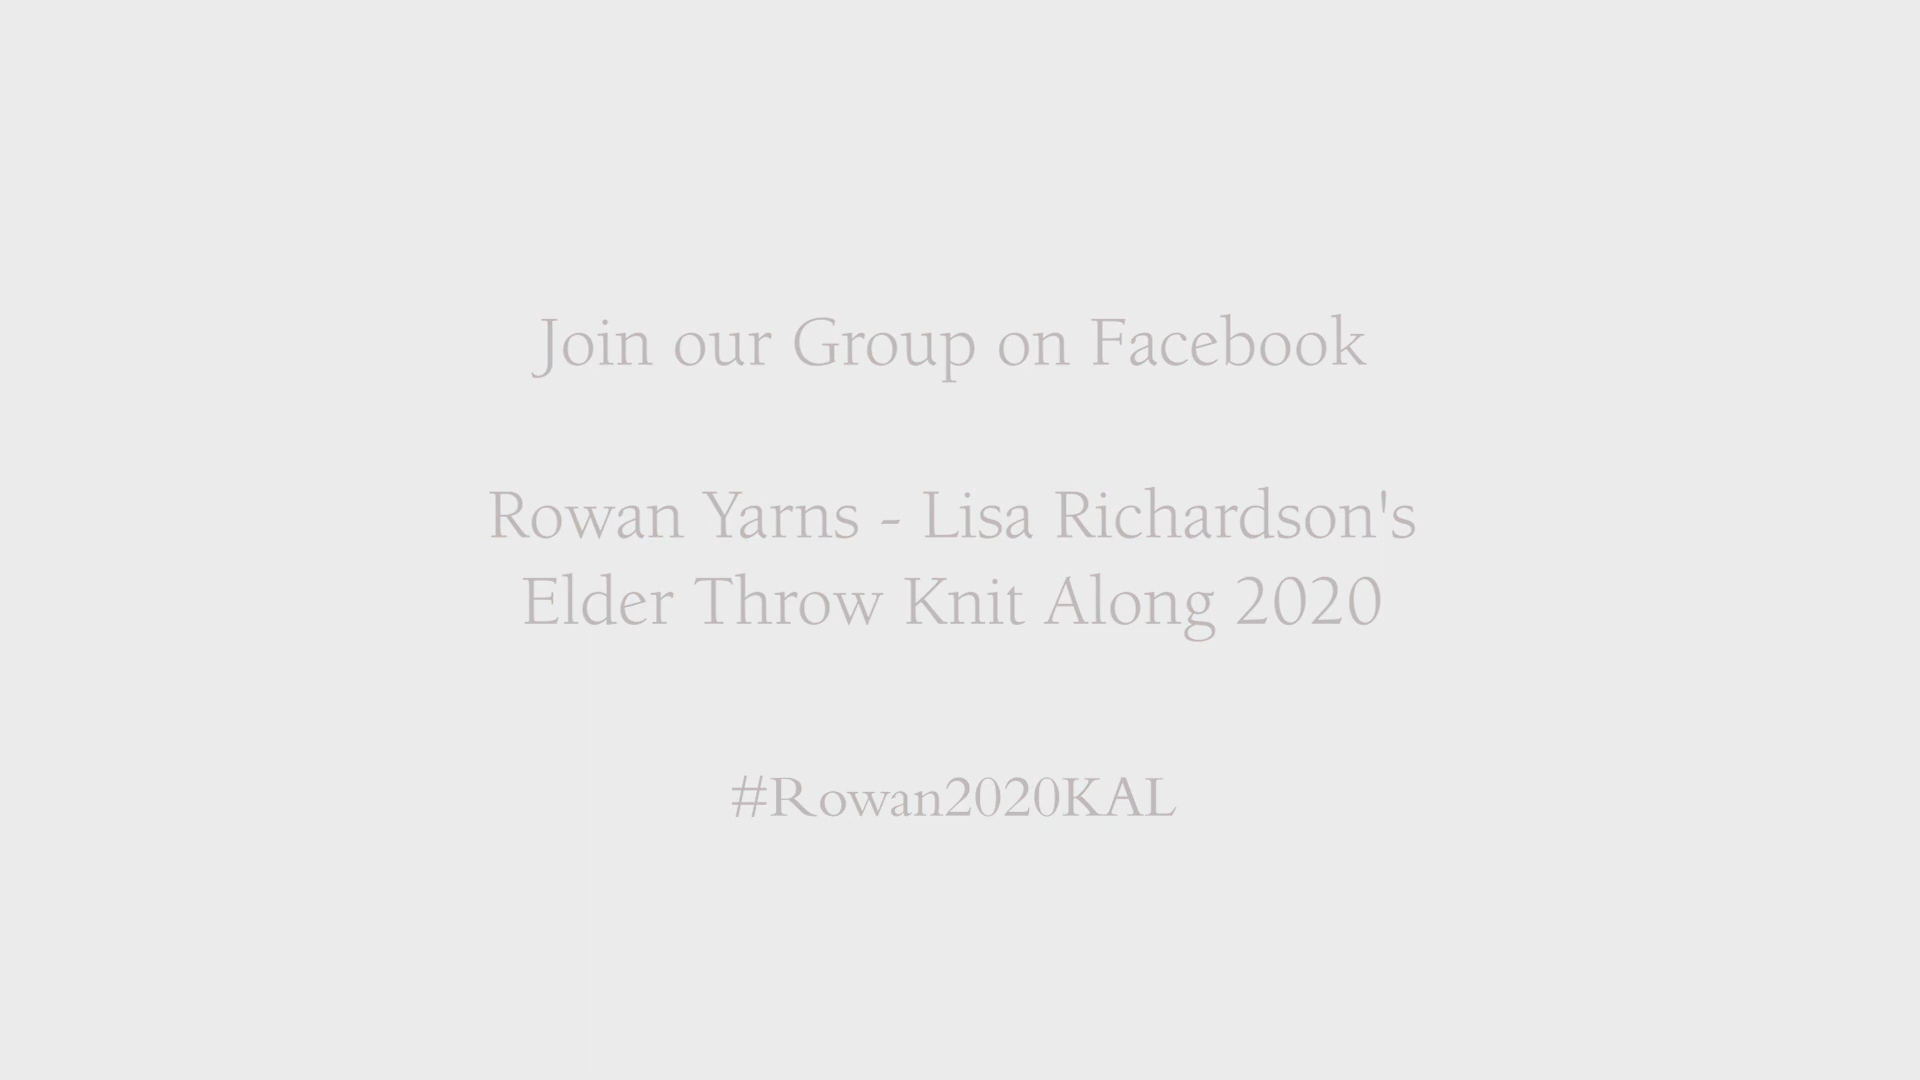 Join our Group on Facebook
Rowan Yarns - Lisa Richardson's
Elder Throw Knit Along 2020
#Rowan2020KAL